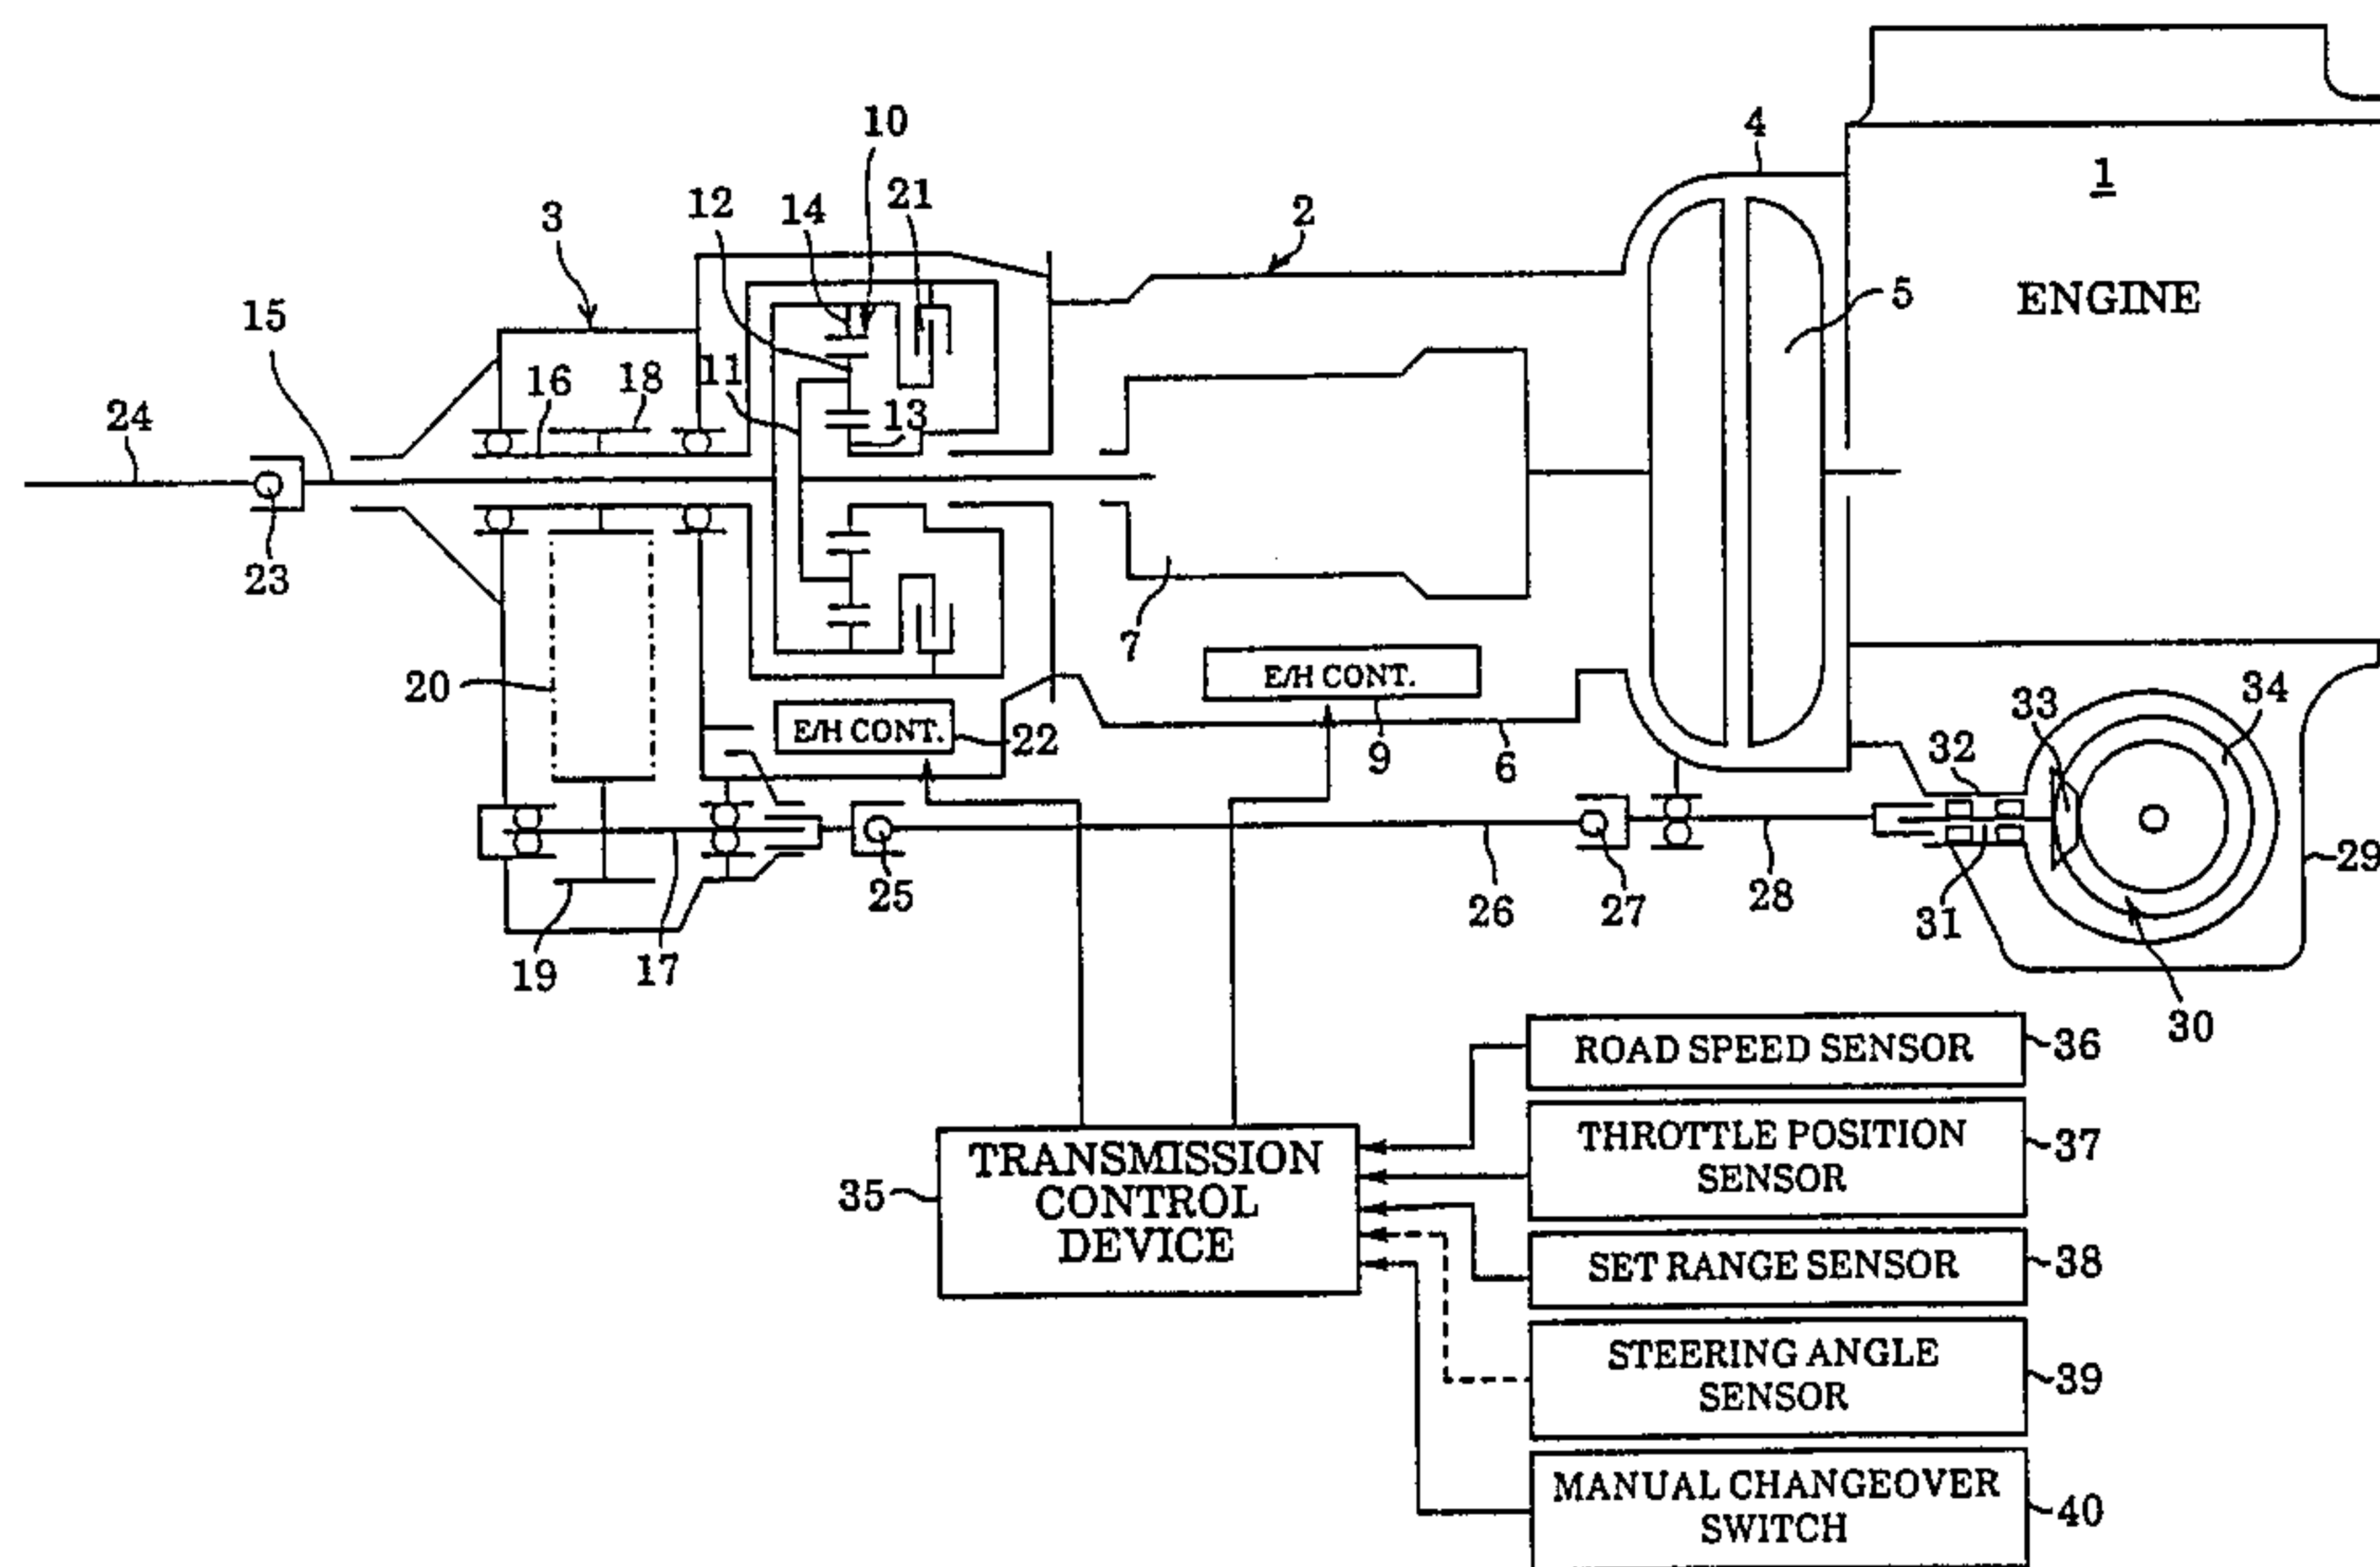 10
4
1
12
14
21
2
3
5
ENGINE
15
11
16
18
24
13
23
7
20
E/H CONT.
34
33
E/H CONT.
22
9
6
32
29
25
26
27
28
31
19
17
30
ROAD SPEED SENSOR
36
THROTTLE POSITION
SENSOR
37
TRANSMISSION
CONTROL
DEVICE
35
SET RANGE SENSOR
38
STEERING ANGLE
SENSOR
39
MANUAL CHANGEOVER
SWITCH
40